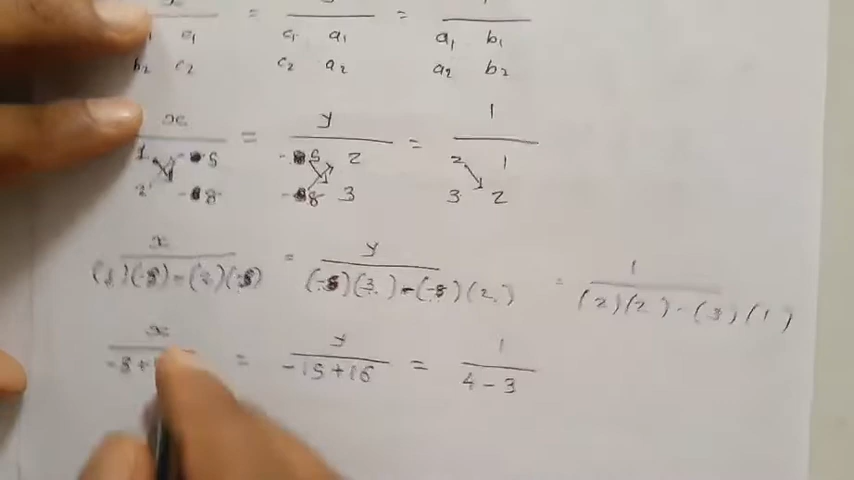 c₁ a₁ = c₁ a₁ = a₁ b₁
b₂ c₂ c₂ a₂ a₂ b₂
x = y = 1
1 -5 -5 2 2 1
2 -8 -8 3 3 2
x = y = 1
(1)(-8)-(2)(-5) (-5)(3)-(-8)(2) (2)(2)-(3)(1)
x = y = 1
-8+ -15+16 4-3